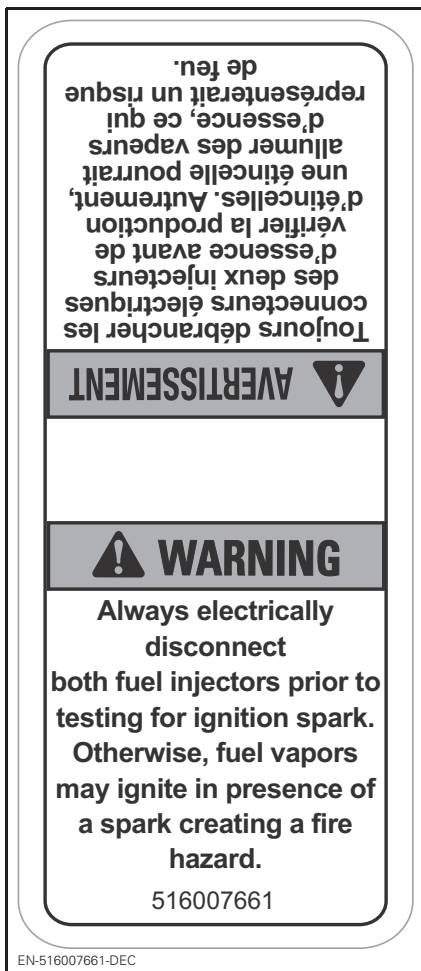 AVERTISSEMENT
Toujours débrancher les
connecteurs électriques
des deux injecteurs
d'essence avant de
vérifier la production
d'étincelles. Autrement,
une étincelle pourrait
allumer des vapeurs
d'essence, ce qui
représenterait un risque
de feu.
WARNING
Always electrically
disconnect
both fuel injectors prior to
testing for ignition spark.
Otherwise, fuel vapors
may ignite in presence of
a spark creating a fire
hazard.
516007661
EN-516007661-DEC